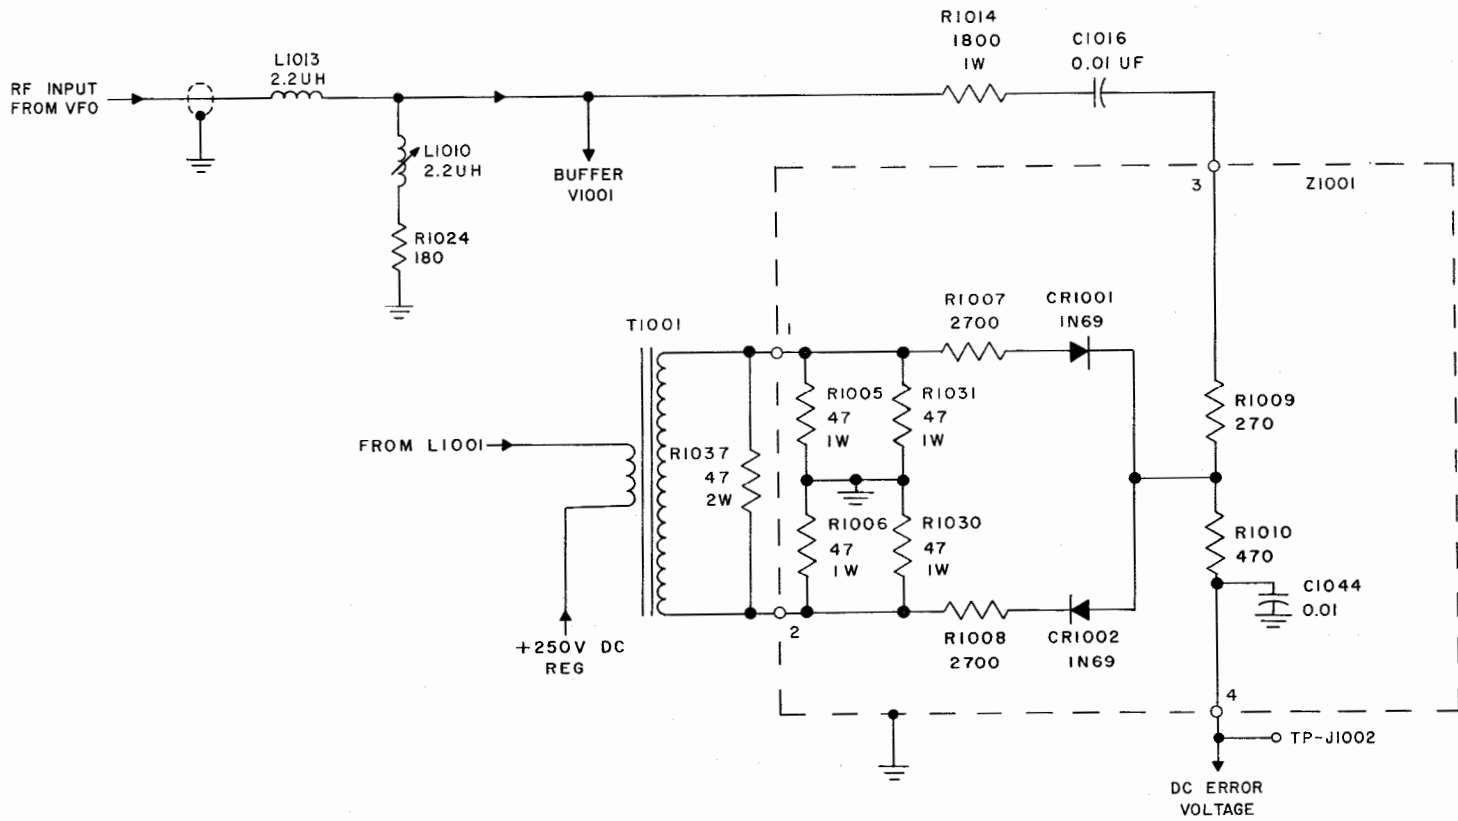 R1014
1800
1W
C1016
0.01 UF
L1013
2.2UH
RF INPUT
FROM VFO
L1010
2.2UH
BUFFER
V1001
3
Z1001
R1024
180
R1007
2700
CR1001
1N69
T1001
1
R1005
47
1W
R1031
47
1W
R1009
270
FROM L1001
R1037
47
2W
R1006
47
1W
R1030
47
1W
R1010
470
C1044
0.01
2
R1008
2700
CR1002
1N69
+250V DC
REG
4
TP-J1002
DC ERROR
VOLTAGE